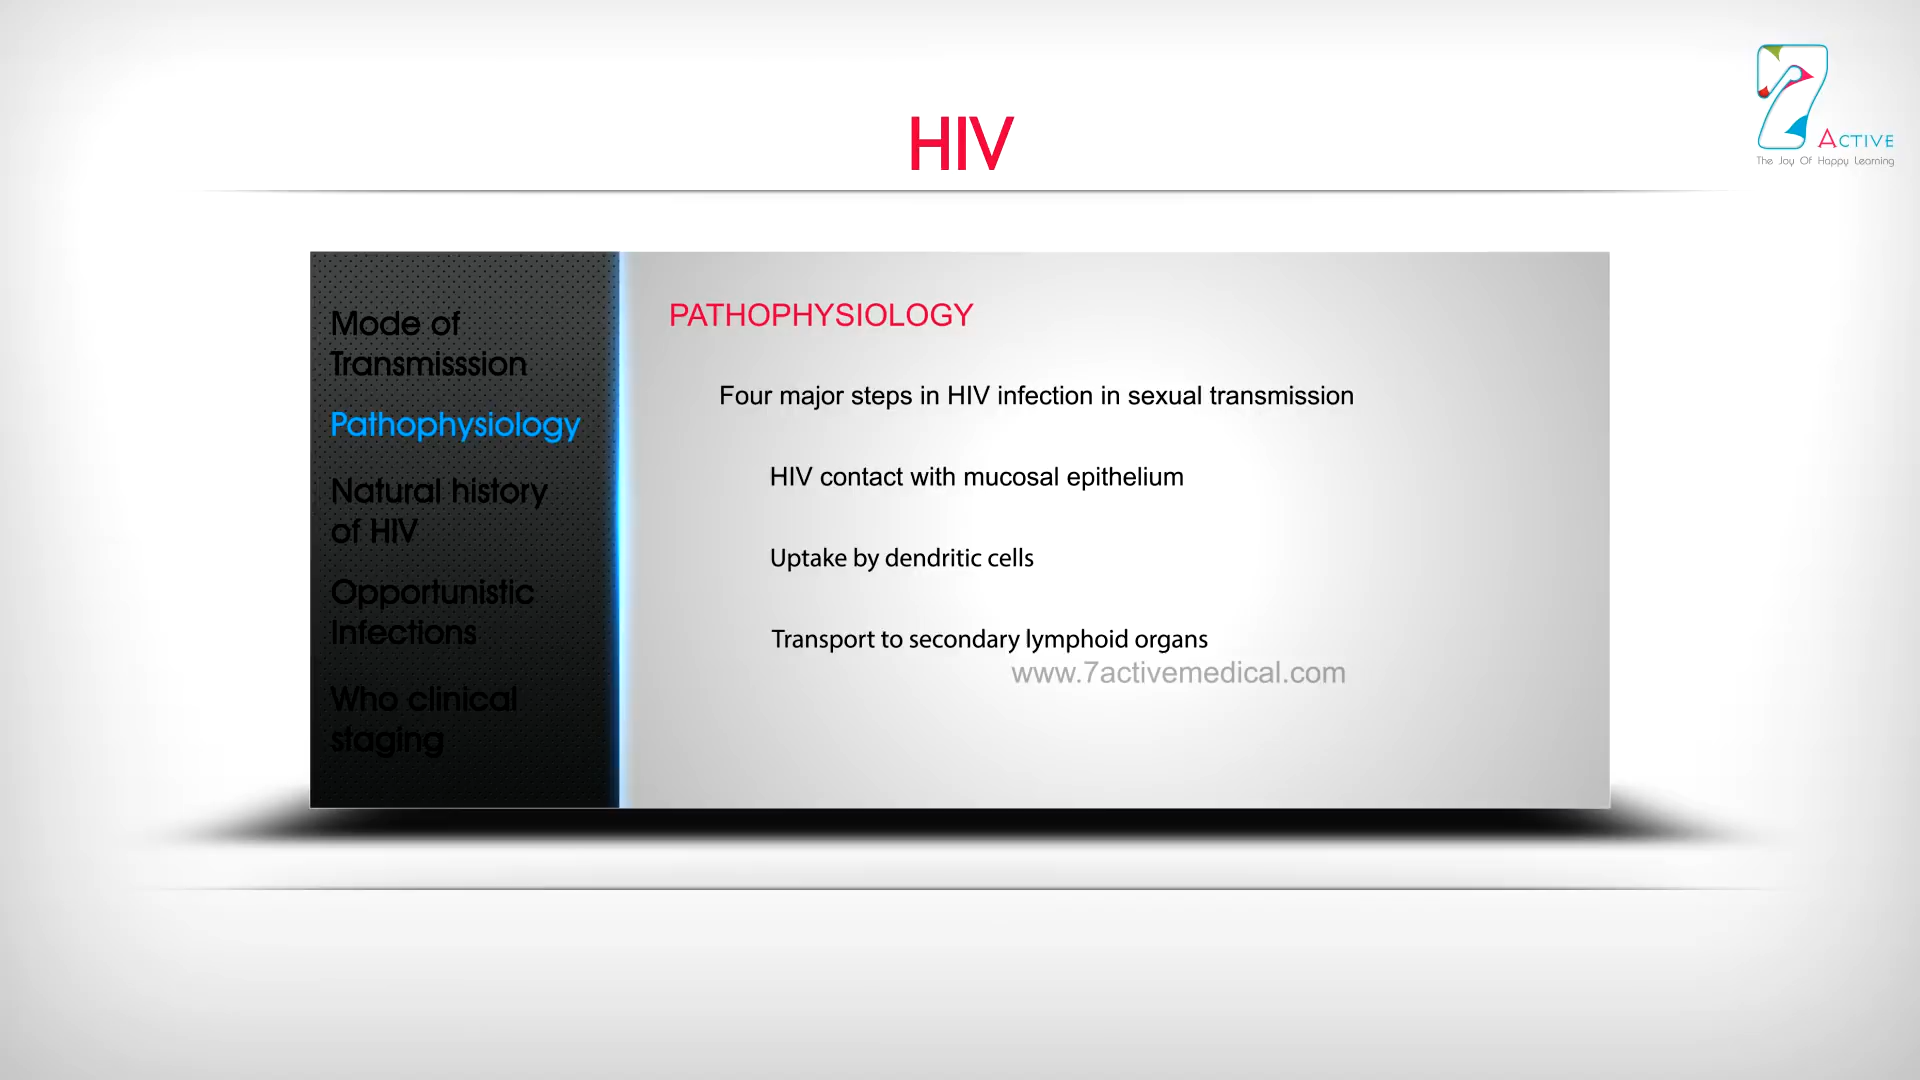 HIV
7 ACTIVE
The Joy Of Happy Learning
Mode of
Transmisssion
Pathophysiology
Natural history
of HIV
Opportunistic
Infections
Who clinical
staging
PATHOPHYSIOLOGY
Four major steps in HIV infection in sexual transmission
HIV contact with mucosal epithelium
Uptake by dendritic cells
Transport to secondary lymphoid organs
www.7activemedical.com